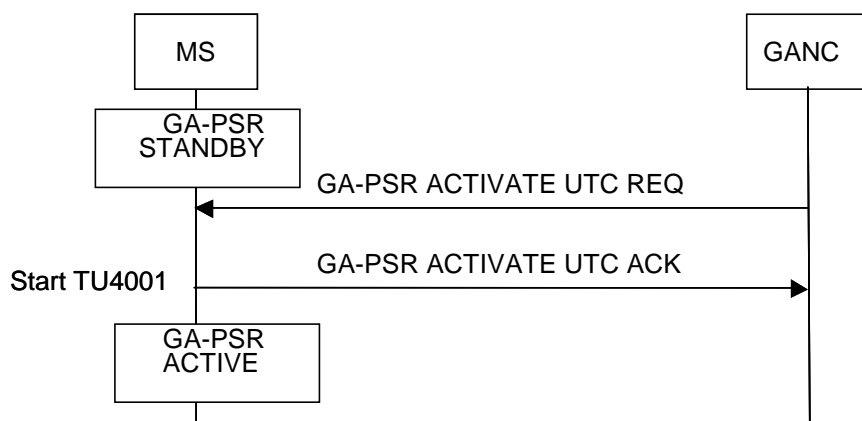 MS
GANC
GA-PSR
STANDBY
GA-PSR ACTIVATE UTC REQ
GA-PSR ACTIVATE UTC ACK
Start TU4001
GA-PSR
ACTIVE